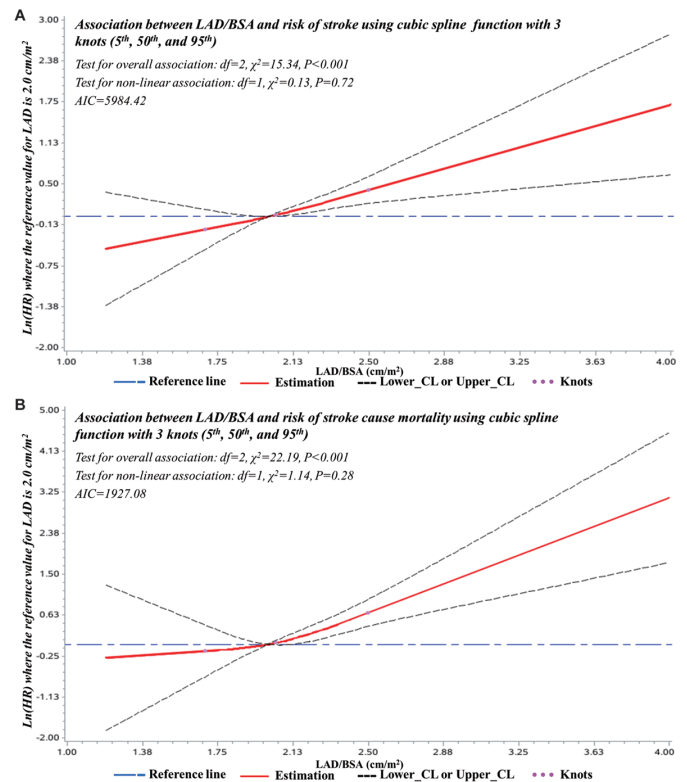 A
Association between LAD/BSA and risk of stroke using cubic spline function with 3
knots (5th, 50th, and 95th)
Test for overall association: df=2, χ2=15.34, P<0.001
Test for non-linear association: df=1, χ2=0.13, P=0.72
AIC=5984.42
Ln(HR) where the reference value for LAD is 2.0 cm/m2
3.00
2.38
1.75
1.13
0.50
-0.13
-0.75
-1.38
-2.00
1.00 1.38 1.75 2.13 2.50 2.88 3.25 3.63 4.00
LAD/BSA (cm/m2)
Reference line Estimation Lower_CL or Upper_CL Knots
B
Association between LAD/BSA and risk of stroke cause mortality using cubic spline
function with 3 knots (5th, 50th, and 95th)
Test for overall association: df=2, χ2=22.19, P<0.001
Test for non-linear association: df=1, χ2=1.14, P=0.28
AIC=1927.08
Ln(HR) where the reference value for LAD is 2.0 cm/m2
5.00
4.13
3.25
2.38
1.50
0.63
-0.25
-1.13
-2.00
1.00 1.38 1.75 2.13 2.50 2.88 3.25 3.63 4.00
LAD/BSA (cm/m2)
Reference line Estimation Lower_CL or Upper_CL Knots